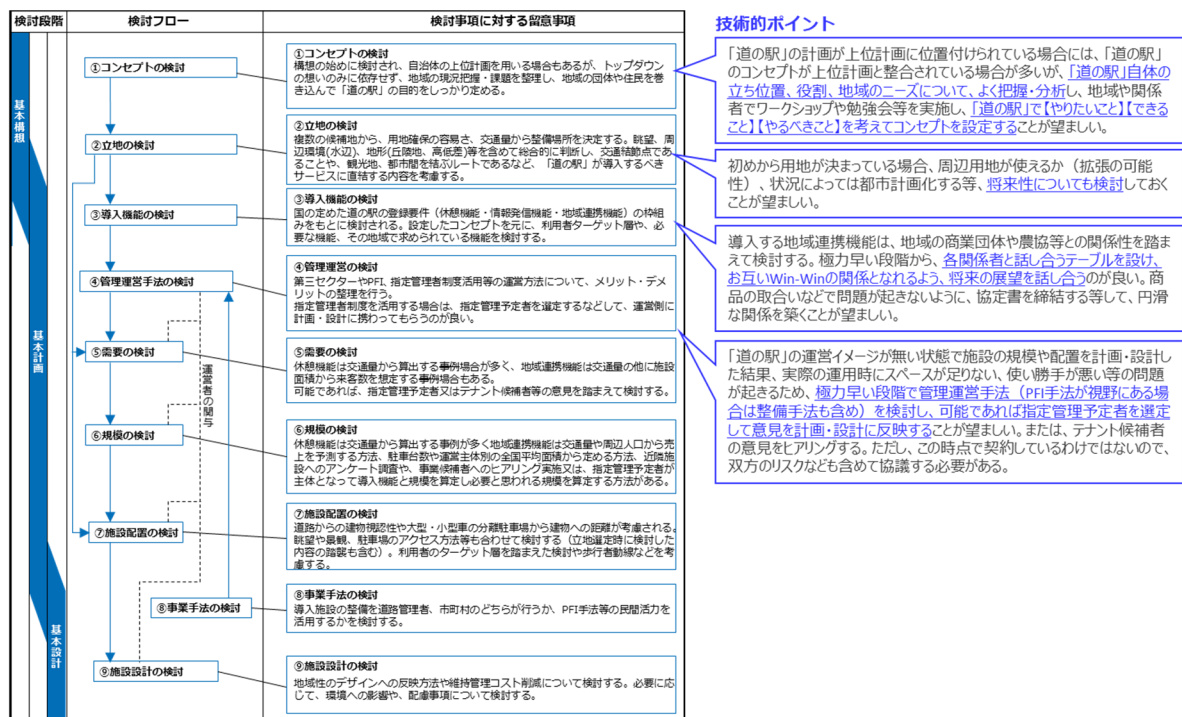 検討段階
検討フロー
検討事項に対する留意事項
基本構想
基本計画
基本設計
①コンセプトの検討
②立地の検討
③導入機能の検討
④管理運営手法の検討
⑤需要の検討
⑥規模の検討
⑦施設配置の検討
⑧事業手法の検討
⑨施設設計の検討
運営者の関与
①コンセプトの検討
構想の始めに検討され、自治体の上位計画を用いる場合もあるが、トップダウン
の想いのみに依存せず、地域の現況把握・課題を整理し、地域の団体や住民を巻
き込んで「道の駅」の目的をしっかり定める。
②立地の検討
複数の候補地から、用地確保の容易さ、交通量から整備場所を決定する。眺望、周
辺環境(水辺)、地形(丘陵地、高低差)等を含めて総合的に判断し、交通結節点であ
ることや、観光地、都市間を結ぶルートであるなど、「道の駅」が導入するべき
サービスに直結する内容を考慮する。
③導入機能の検討
国の定めた道の駅の登録要件（休憩機能・情報発信機能・地域連携機能）の枠組
みをもとに検討される。設定したコンセプトを元に、利用者ターゲット層や、必
要な機能、その地域で求められている機能を検討する。
④管理運営の検討
第三セクターやPFI、指定管理者制度活用等の運営方法について、メリット・デメ
リットの整理を行う。
指定管理者制度を活用する場合は、指定管理予定者を選定するなどして、運営側に
計画・設計に携わってもらうのが良い。
⑤需要の検討
休憩機能は交通量から算出する事例場合が多く、地域連携機能は交通量の他に施設
面積から来客数を想定する事例場合もある。
可能であれば、指定管理予定者又はテナント候補者等の意見を踏まえて検討する。
⑥規模の検討
休憩機能は交通量から算出する事例が多く地域連携機能は交通量や周辺人口から売
上を予測する方法、駐車台数や運営主体別の全国平均面積から定める方法、近隣施
設へのアンケート調査や、事業候補者へのヒアリング実施又は、指定管理予定者が
主体となって導入機能と規模を算定し必要と思われる規模を算定する方法がある。
⑦施設配置の検討
道路からの建物視認性や大型・小型車の分離駐車場から建物への距離が考慮される。
眺望や景観、駐車場のアクセス方法等も合わせて検討する（立地選定時に検討した
内容の踏襲も含む）。利用者のターゲット層を踏まえた検討や歩行者動線などを考
慮する。
⑧事業手法の検討
導入施設の整備を道路管理者、市町村のどちらが行うか、PFI手法等の民間活力を
活用するかを検討する。
⑨施設設計の検討
地域性のデザインへの反映方法や維持管理コスト削減について検討する。必要に応
じて、環境への影響や、配慮事項について検討する。
技術的ポイント
「道の駅」の計画が上位計画に位置付けられている場合には、「道の駅」
のコンセプトが上位計画と整合されている場合が多いが、「道の駅」自体の
立ち位置、役割、地域のニーズについて、よく把握・分析し、地域や関係
者でワークショップや勉強会等を実施し、「道の駅」で【やりたいこと】【できる
こと】【やるべきこと】を考えてコンセプトを設定することが望ましい。
初めから用地が決まっている場合、周辺用地が使えるか（拡張の可能
性）、状況によっては都市計画化する等、将来性についても検討しておく
ことが望ましい。
導入する地域連携機能は、地域の商業団体や農協等との関係性を踏ま
えて検討する。極力早い段階から、各関係者と話し合うテーブルを設け、
お互いWin-Winの関係となれるよう、将来の展望を話し合うのが良い。商
品の取合いなどで問題が起きないように、協定書を締結する等して、円滑
な関係を築くことが望ましい。
「道の駅」の運営イメージが無い状態で施設の規模や配置を計画・設計し
た結果、実際の運用時にスペースが足りない、使い勝手が悪い等の問題
が起きるため、極力早い段階で管理運営手法（PFI手法が視野にある場
合は整備手法も含め）を検討し、可能であれば指定管理予定者を選定
して意見を計画・設計に反映することが望ましい。または、テナント候補者
の意見をヒアリングする。ただし、この時点で契約しているわけではないので、
双方のリスクなども含めて協議する必要がある。